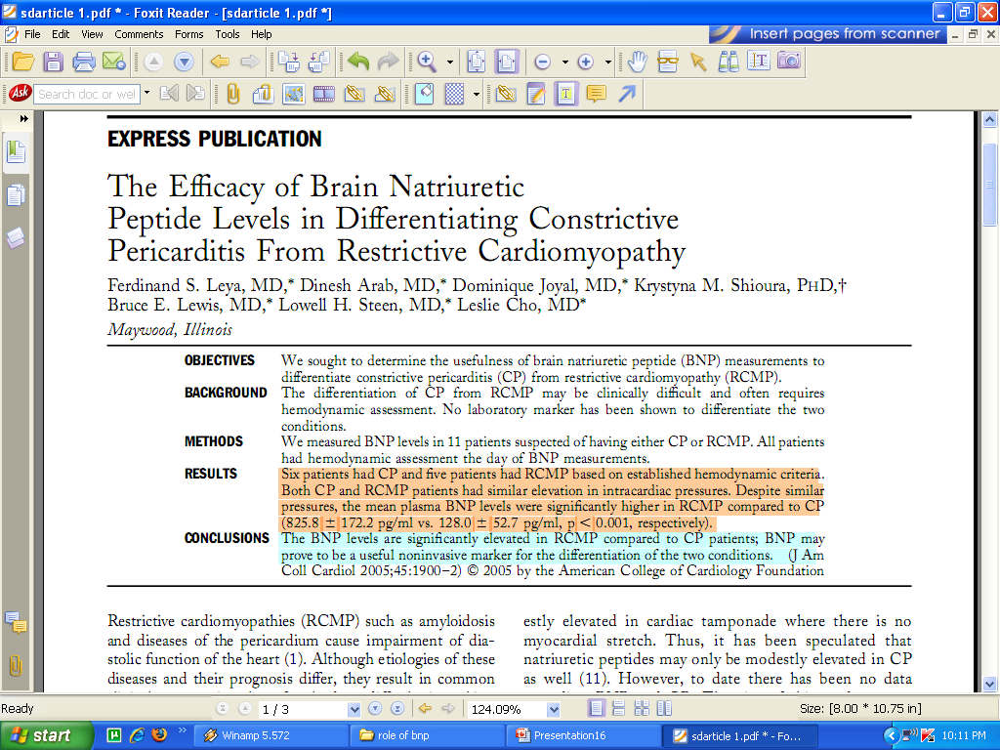 sdarticle 1.pdf * - Foxit Reader - [sdarticle 1.pdf *]
File Edit View Comments Forms Tools Help
Insert pages from scanner
Ask Search doc or wel
EXPRESS PUBLICATION
The Efficacy of Brain Natriuretic
Peptide Levels in Differentiating Constrictive
Pericarditis From Restrictive Cardiomyopathy
Ferdinand S. Leya, MD,* Dinesh Arab, MD,* Dominique Joyal, MD,* Krystyna M. Shioura, PHD,†
Bruce E. Lewis, MD,* Lowell H. Steen, MD,* Leslie Cho, MD*
Maywood, Illinois
OBJECTIVES We sought to determine the usefulness of brain natriuretic peptide (BNP) measurements to
differentiate constrictive pericarditis (CP) from restrictive cardiomyopathy (RCMP).
BACKGROUND The differentiation of CP from RCMP may be clinically difficult and often requires
hemodynamic assessment. No laboratory marker has been shown to differentiate the two
conditions.
METHODS We measured BNP levels in 11 patients suspected of having either CP or RCMP. All patients
had hemodynamic assessment the day of BNP measurements.
RESULTS Six patients had CP and five patients had RCMP based on established hemodynamic criteria.
Both CP and RCMP patients had similar elevation in intracardiac pressures. Despite similar
pressures, the mean plasma BNP levels were significantly higher in RCMP compared to CP
(825.8 ± 172.2 pg/ml vs. 128.0 ± 52.7 pg/ml, p < 0.001, respectively).
CONCLUSIONS The BNP levels are significantly elevated in RCMP compared to CP patients; BNP may
prove to be a useful noninvasive marker for the differentiation of the two conditions. (J Am
Coll Cardiol 2005;45:1900–2) © 2005 by the American College of Cardiology Foundation
Restrictive cardiomyopathies (RCMP) such as amyloidosis
and diseases of the pericardium cause impairment of dia-
stolic function of the heart (1). Although etiologies of these
diseases and their prognosis differ, they result in common
estly elevated in cardiac tamponade where there is no
myocardial stretch. Thus, it has been speculated that
natriuretic peptides may only be modestly elevated in CP
as well (11). However, to date there has been no data
Ready 1 / 3 124.09% Size: [8.00 * 10.75 in]
start Winamp 5.572 role of bnp Presentation16 sdarticle 1.pdf * - Fo... 10:11 PM